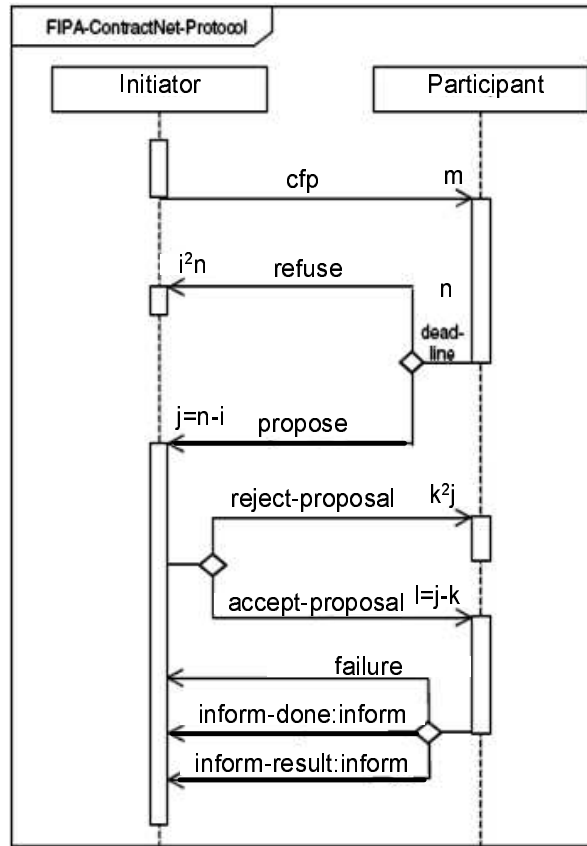 FIPA-ContractNet-Protocol
Initiator
Participant
cfp
m
i²n
refuse
n
dead-
line
j=n-i
propose
reject-proposal
k²j
accept-proposal
l=j-k
failure
inform-done:inform
inform-result:inform